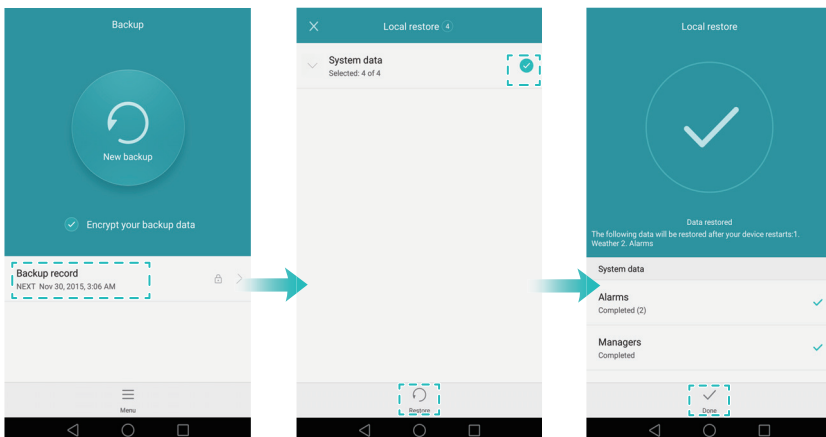 Backup
New backup
Encrypt your backup data
Backup record
NEXT Nov 30, 2015, 3:06 AM
Menu
Local restore 4
System data
Selected: 4 of 4
Restore
Local restore
Data restored
The following data will be restored after your device restarts:1.
Weather 2. Alarms
System data
Alarms
Completed (2)
Managers
Completed
Done